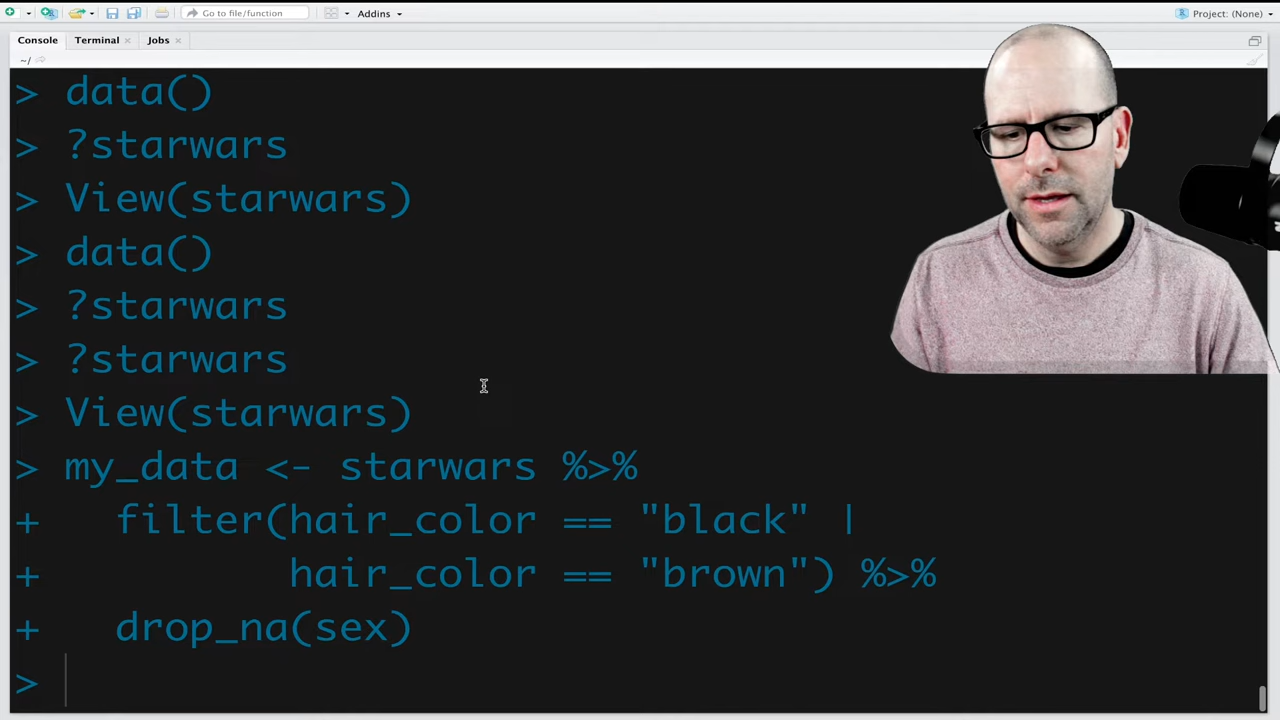 Go to file/function
Addins
Project: (None)
Console
Terminal
Jobs
~/
> data()
> ?starwars
> View(starwars)
> data()
> ?starwars
> ?starwars
> View(starwars)
> my_data <- starwars %>%
+ filter(hair_color == "black" |
+ hair_color == "brown") %>%
+ drop_na(sex)
>